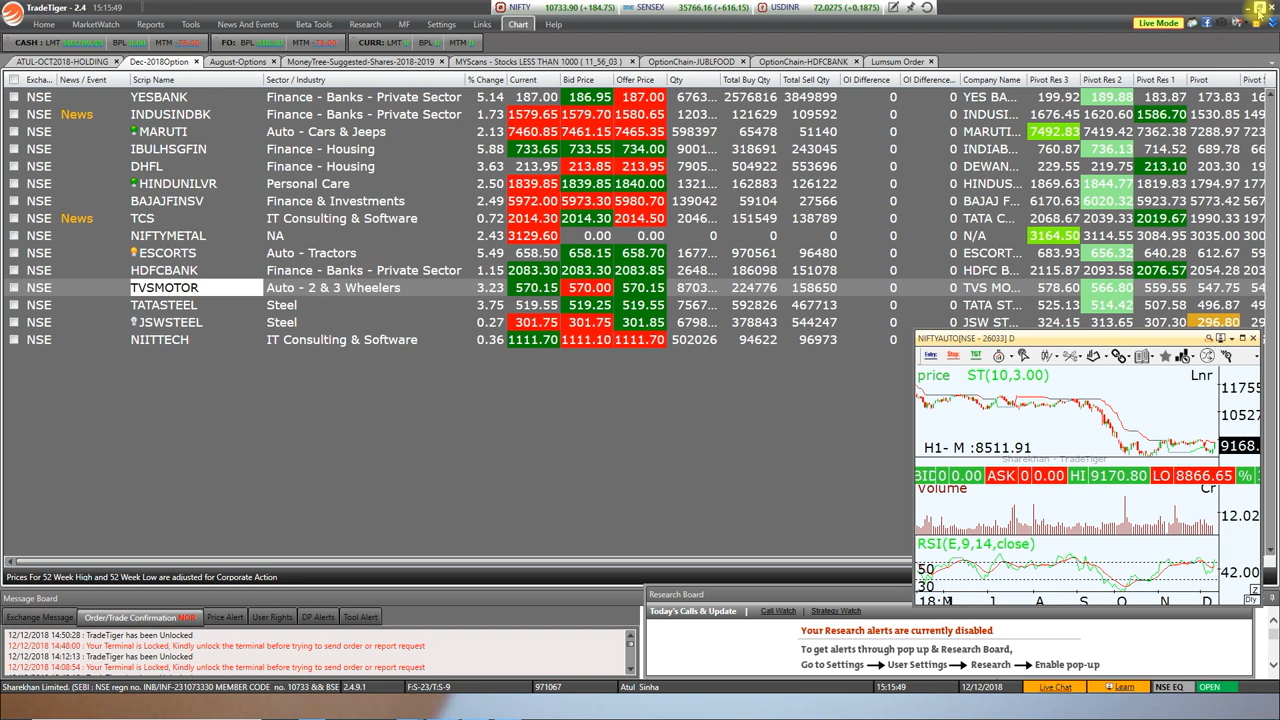 TradeTiger - 2.4 15:15:49 NIFTY 10733.90 (+184.75) SENSEX 35766.16 (+616.15) USDINR 72.0275 (+0.1875)
Home MarketWatch Reports Tools News And Events Beta Tools Research MF Settings Links Chart Help Live Mode
CASH : LMT BPL MTM FO: BPL MTM CURR: BPL 0 MTM 0
ATUL-OCT2018-HOLDING Dec-2018Option August-Options MoneyTree-Suggested-Shares-2018-2019 MYScans - Stocks LESS THAN 1000 ( 11_56_03 ) OptionChain-JUBLFOOD OptionChain-HDFCBANK Lumsum Order
Excha... News / Event Scrip Name Sector / Industry % Change Current Bid Price Offer Price Qty Total Buy Qty Total Sell Qty OI Difference OI Difference... Company Name Pivot Res 3 Pivot Res 2 Pivot Res 1 Pivot Pivot S
NSE YESBANK Finance - Banks - Private Sector 5.14 187.00 186.95 187.00 6763... 2576816 3849899 0 0 YES BA... 199.92 189.88 183.87 173.83
NSE News INDUSINDBK Finance - Banks - Private Sector 1.73 1579.65 1579.70 1580.65 1203... 121629 109592 0 0 INDUSI... 1676.45 1620.60 1586.70 1530.85
NSE MARUTI Auto - Cars & Jeeps 2.13 7460.85 7461.15 7465.35 598397 65478 51140 0 0 MARUTI... 7492.83 7419.42 7362.38 7288.97
NSE IBULHSGFIN Finance - Housing 5.88 733.65 733.55 734.00 9001... 318691 243045 0 0 INDIAB... 760.87 736.13 714.52 689.78
NSE DHFL Finance - Housing 3.63 213.95 213.85 213.95 7905... 504922 553696 0 0 DEWAN... 229.22 219.75 213.10
NSE HINDUNILVR Personal Care 2.50 1839.85 1839.85 1840.00 1321... 162883 126122 0 0 HINDUS... 1869.63 1844.77 1819.83 1794.97
NSE BAJAJFINSV Finance & Investments 2.49 5972.00 5973.30 5980.70 139042 59104 27566 0 0 BAJAJ F... 6170.67 6020.32 5923.73 5773.42
NSE News TCS IT Consulting & Software 0.72 2014.30 2014.30 2014.50 2046... 151549 138789 0 0 TATA C... 2068.67 2039.33 2019.67 1990.33
NSE NIFTYMETAL NA 2.43 3129.60 0.00 0.00 0 0 0 0 0 N/A 3164.50 3114.55 3084.95 3035.00
NSE ESCORTS Auto - Tractors 5.49 658.50 658.15 658.70 1677... 970561 382745 0 0 ESCORT... 672.43 656.32 640.28
NSE HDFCBANK Finance - Banks - Private Sector 1.15 2083.30 2083.30 2083.85 2648... 186098 151078 0 0 HDFC B... 2115.87 2093.58 2076.57 2054.28
NSE TVSMOTOR Auto - 2 & 3 Wheelers 3.23 570.15 570.00 570.15 8703... 224776 158650 0 0 TVS MO... 578.60 566.80 559.55 547.75
NSE TATASTEEL Steel 3.75 519.55 519.25 519.55 7567... 592826 467713 0 0 TATA ST... 525.13 514.42 507.58 496.87
NSE JSWSTEEL Steel 0.27 301.75 301.75 301.85 6798... 378843 544247 0 0 JSW ST... 324.15 313.65 307.30 296.80
NSE NIITTECH IT Consulting & Software 0.36 1111.70 1111.10 1111.70 502026 94622 96973
NIFTYAUTO[NSE - 26033] D
Entry: Stop: TGT
price ST(10,3.00) Lnr
11755
10527
H1- M :8511.91 9168.
Sharekhan - TradeTiger
BID 0 0.00 ASK 0 0.00 HI 9170.80 LO 8866.65 %
Volume Cr
12.02
RSI(E,9,14,close)
50
30
42.00
18:M J J A S O N D
Prices For 52 Week High and 52 Week Low are adjusted for Corporate Action
Message Board
Exchange Message Order/Trade Confirmation NOR Price Alert User Rights DP Alerts Tool Alert
12/12/2018 14:50:28 : TradeTiger has been Unlocked
12/12/2018 14:48:00 : Your Terminal is Locked, Kindly unlock the terminal before trying to send order or report request
12/12/2018 14:12:13 : TradeTiger has been Unlocked
12/12/2018 14:08:54 : Your Terminal is Locked, Kindly unlock the terminal before trying to send order or report request
Research Board
Today's Calls & Update Call Watch Strategy Watch
Your Research alerts are currently disabled
To get alerts through pop up & Research Board,
Go to Settings User Settings Research Enable pop-up
Sharekhan Limited. (SEBI : NSE regn no. INB/INF-231073330 MEMBER CODE no. 10733 && BSE 2.4.9.1 F:S-23/T:S-9 971067 Atul Sinha 15:15:49 12/12/2018 Live Chat Learn NSE EQ OPEN